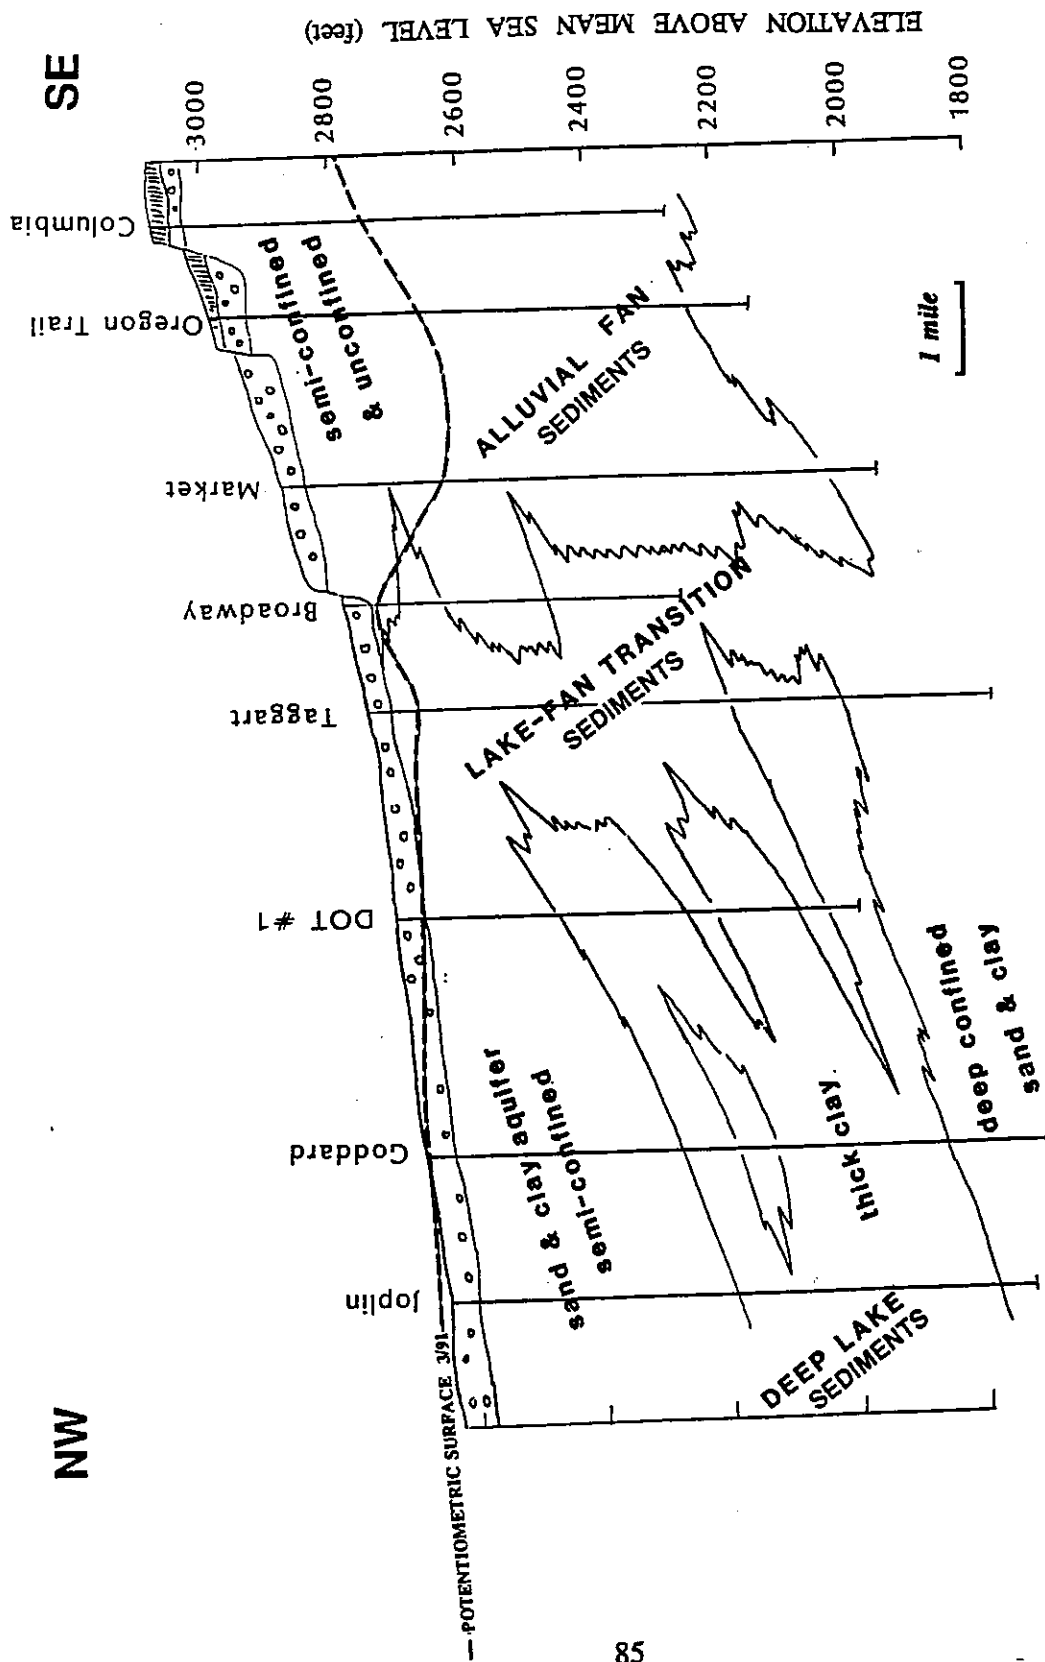 NW
SE
Joplin
Goddard
DOT #1
Taggart
Broadway
Market
Oregon Trail
Columbia
ELEVATION ABOVE MEAN SEA LEVEL (feet)
3000
2800
2600
2400
2200
2000
1800
— POTENTIOMETRIC SURFACE 3/91
semi-confined
& unconfined
sand & clay aquifer
semi-confined
ALLUVIAL FAN
SEDIMENTS
LAKE-FAN TRANSITION
SEDIMENTS
DEEP LAKE
SEDIMENTS
thick clay
deep confined
sand & clay
1 mile
85